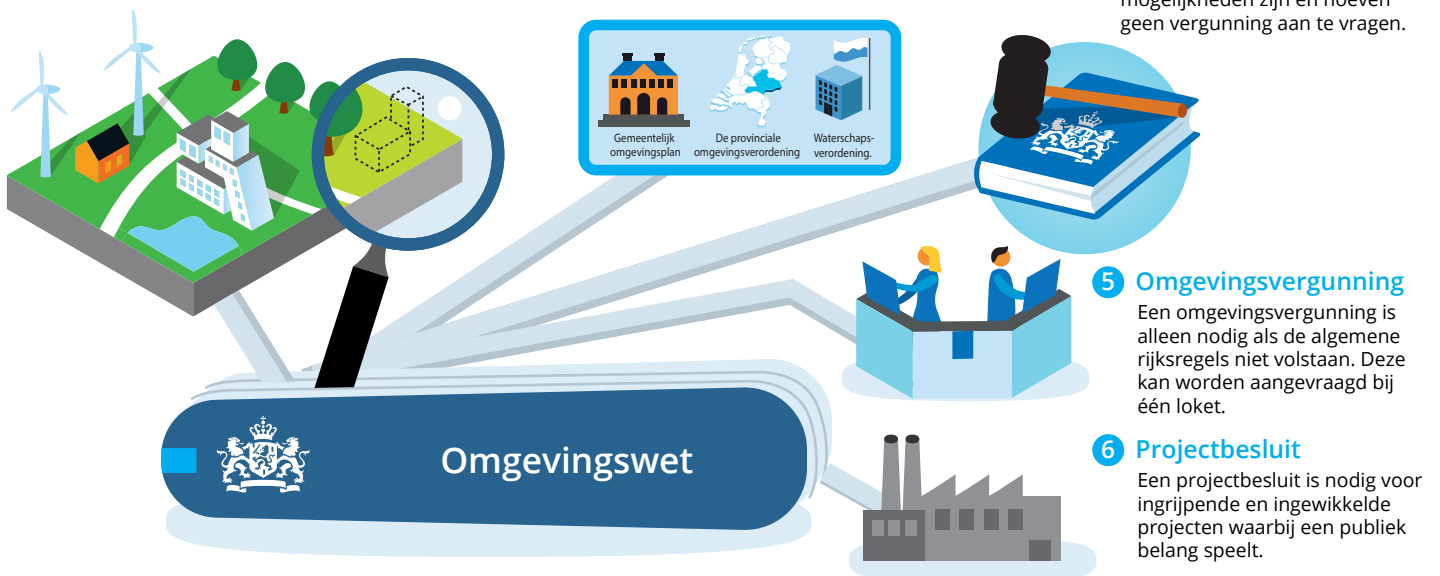 mogelijkheden zijn en hoeven
geen vergunning aan te vragen.
Gemeentelijk
omgevingsplan
De provinciale
omgevingsverordening
Waterschaps-
verordening.
5 Omgevingsvergunning
Een omgevingsvergunning is
alleen nodig als de algemene
rijksregels niet volstaan. Deze
kan worden aangevraagd bij
één loket.
Omgevingswet
6 Projectbesluit
Een projectbesluit is nodig voor
ingrijpende en ingewikkelde
projecten waarbij een publiek
belang speelt.